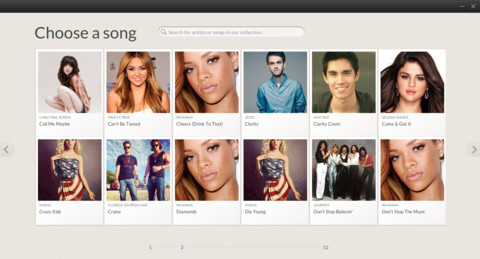 Choose a song
Search for artists or songs in our collection.
CARLY RAE JEPSEN
Call Me Maybe
MILEY CYRUS
Can't Be Tamed
RIHANNA
Cheers (Drink To That)
ZEDD
Clarity
Clarity Cover
SELENA GOMEZ
Come & Get It
KE$HA
Crazy Kids
FLORIDA GEORGIA LINE
Cruise
RIHANNA
Diamonds
KE$HA
Die Young
JOURNEY
Don't Stop Believin'
RIHANNA
Don't Stop The Music
1
2
12